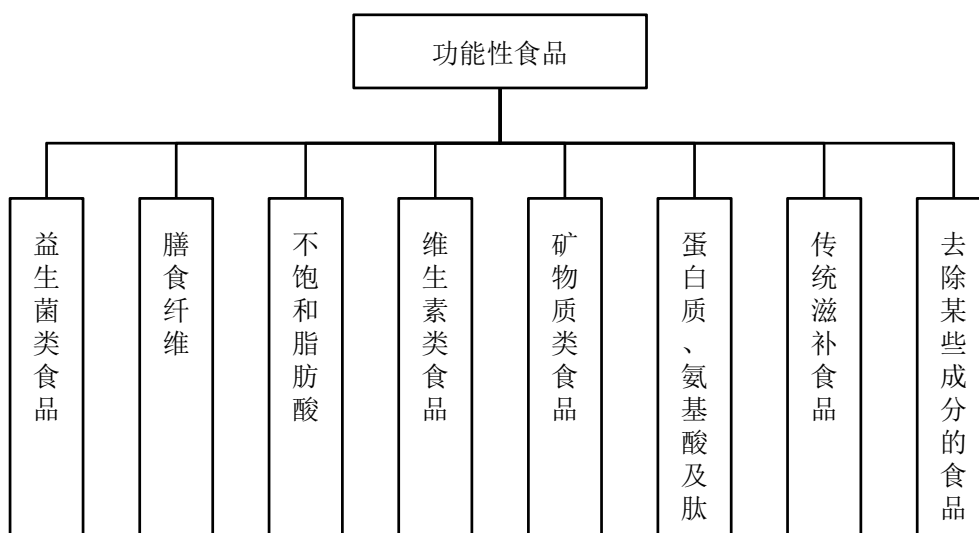 功能性食品
益生菌类食品
膳食纤维
不饱和脂肪酸
维生素类食品
矿物质类食品
蛋白质、氨基酸及肽
传统滋补食品
去除某些成分的食品